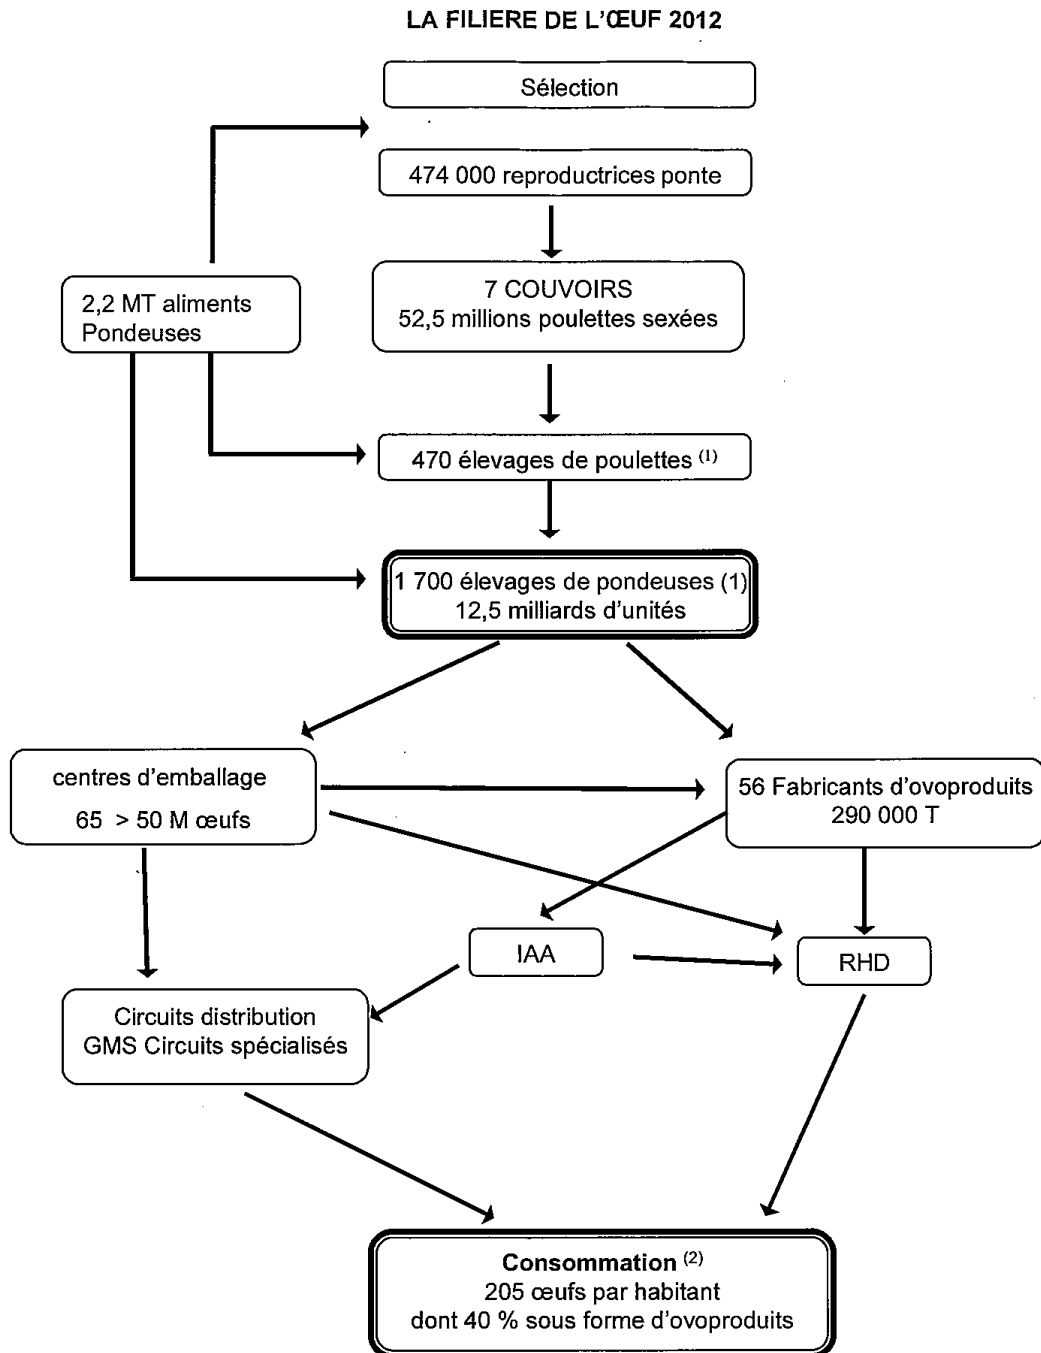 LA FILIERE DE L'ŒUF 2012
Sélection
474 000 reproductrices ponte
2,2 MT aliments
Pondeuses
7 COUVOIRS
52,5 millions poulettes sexées
470 élevages de poulettes (1)
1 700 élevages de pondeuses (1)
12,5 milliards d'unités
centres d'emballage
65 > 50 M œufs
56 Fabricants d'ovoproduits
290 000 T
IAA
RHD
Circuits distribution
GMS Circuits spécialisés
Consommation (2)
205 œufs par habitant
dont 40 % sous forme d'ovoproduits